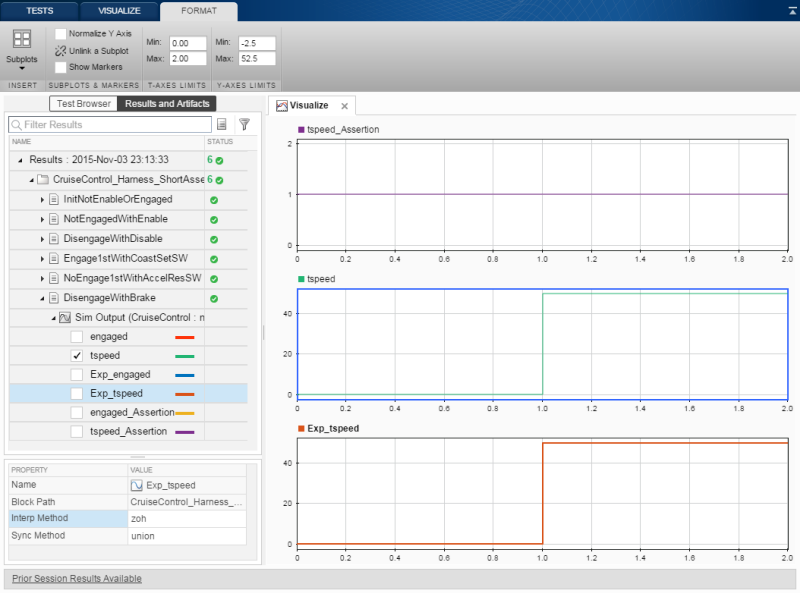 TESTS VISUALIZE FORMAT
Normalize Y Axis
Min: 0.00 Min: -2.5
Unlink a Subplot
Subplots
Max: 2.00 Max: 52.5
Show Markers
INSERT SUBPLOTS & MARKERS T-AXES LIMITS Y-AXES LIMITS
Test Browser Results and Artifacts
Filter Results
NAME STATUS
Results : 2015-Nov-03 23:13:33 6
CruiseControl_Harness_ShortAsse 6
InitNotEnableOrEngaged
NotEngagedWithEnable
DisengageWithDisable
Engage1stWithCoastSetSW
NoEngage1stWithAccelResSW
DisengageWithBrake
Sim Output (CruiseControl : n
engaged
tspeed
Exp_engaged
Exp_tspeed
engaged_Assertion
tspeed_Assertion
PROPERTY VALUE
Name Exp_tspeed
Block Path CruiseControl_Harness_...
Interp Method zoh
Sync Method union
Visualize
tspeed_Assertion
2
1
0
0 0.2 0.4 0.6 0.8 1.0 1.2 1.4 1.6 1.8 2.0
tspeed
40
20
0
0 0.2 0.4 0.6 0.8 1.0 1.2 1.4 1.6 1.8 2.0
Exp_tspeed
40
20
0
0 0.2 0.4 0.6 0.8 1.0 1.2 1.4 1.6 1.8 2.0
Prior Session Results Available